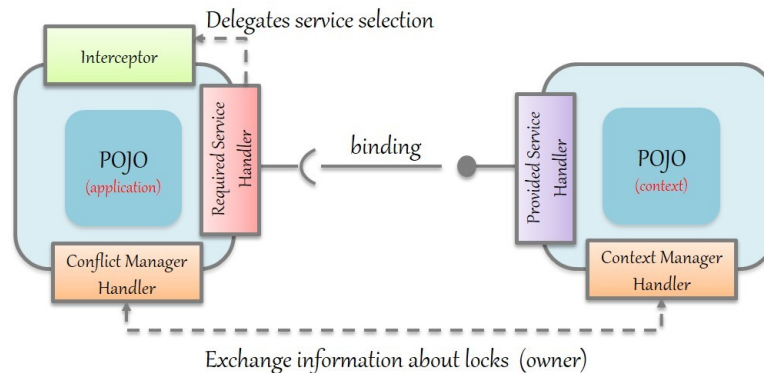 Delegates service selection
Interceptor
POJO
(application)
Required Service
Handler
binding
Provided Service
Handler
POJO
(context)
Conflict Manager
Handler
Context Manager
Handler
Exchange information about locks (owner)